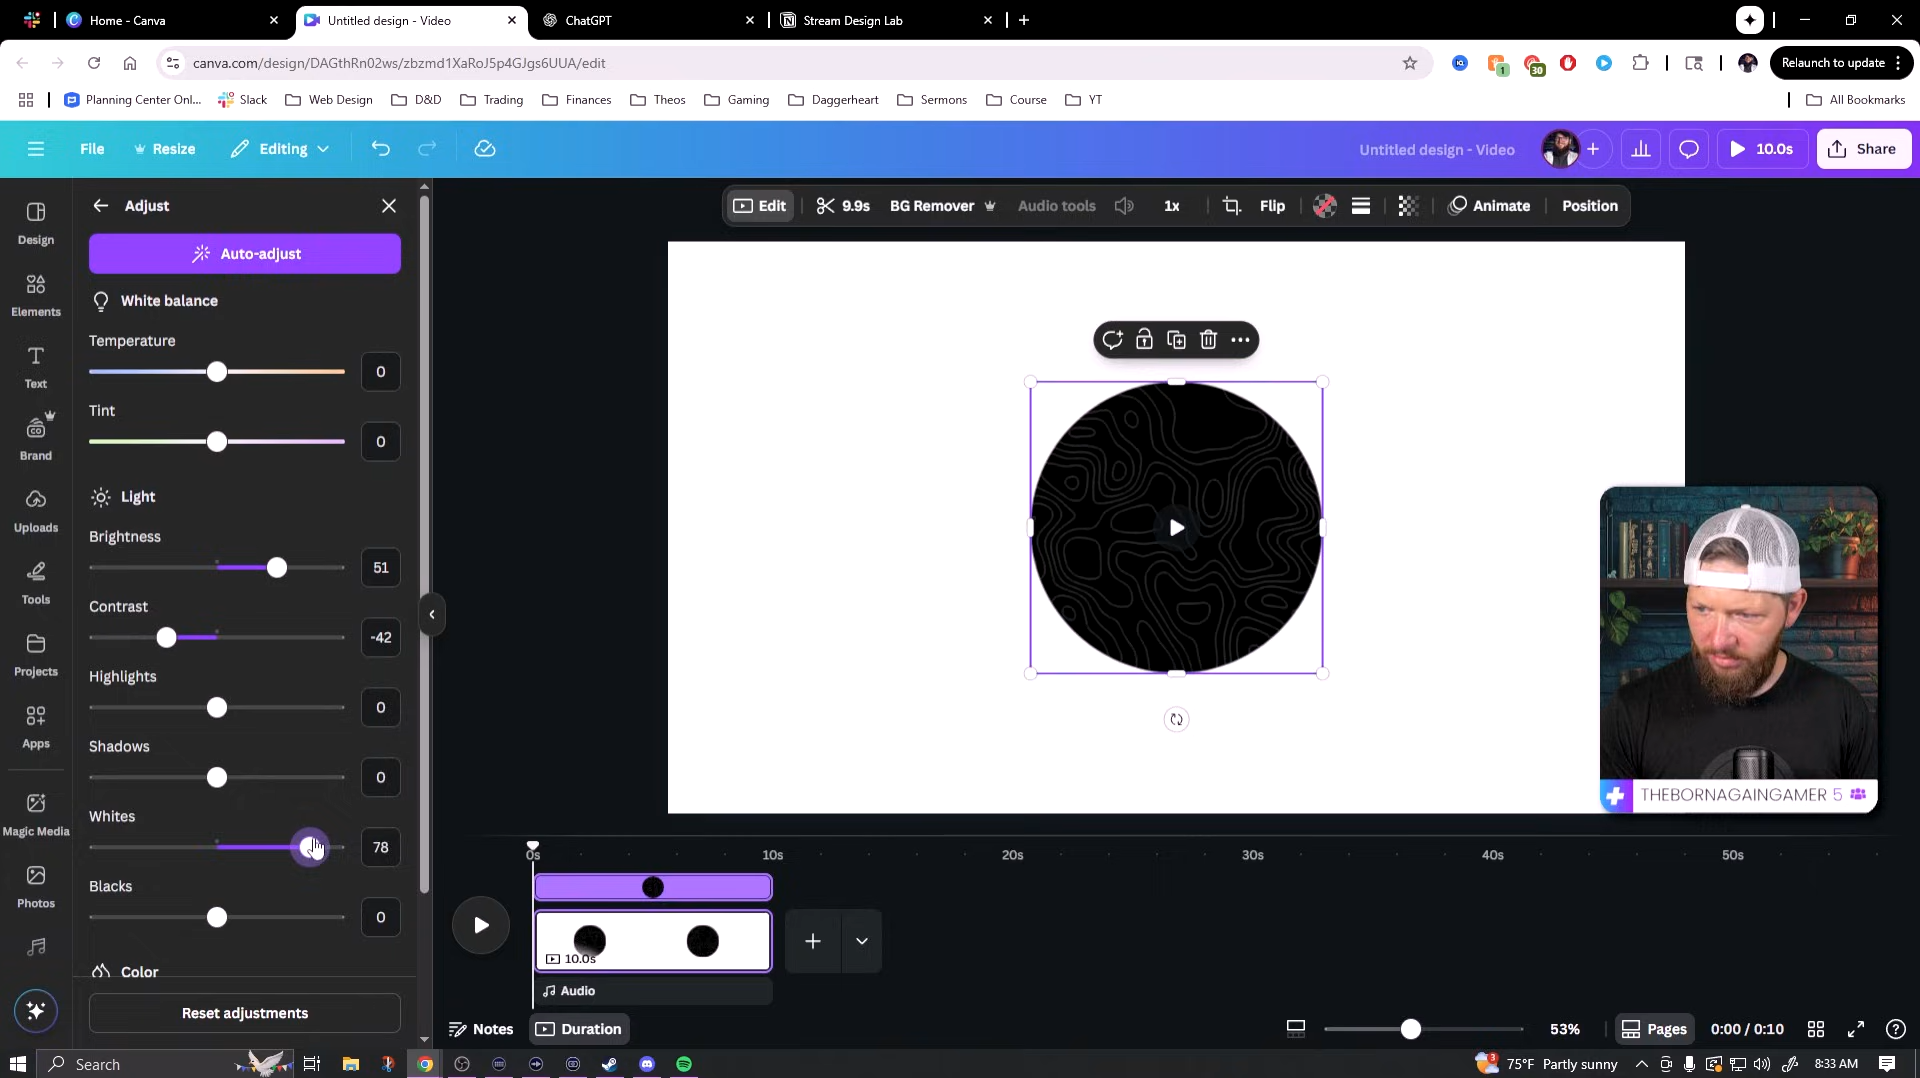 Home - Canva
Untitled design - Video
ChatGPT
Stream Design Lab
canva.com/design/DAGthRn02ws/zbzmd1XaRoJ5p4GJgs6UUA/edit
1
30
Relaunch to update
Planning Center Onl...
Slack
Web Design
D&D
Trading
Finances
Theos
Gaming
Daggerheart
Sermons
Course
YT
All Bookmarks
File
Resize
Editing
Untitled design - Video
10.0s
Share
Design
Elements
Text
Brand
Uploads
Tools
Projects
Apps
Magic Media
Photos
Adjust
Auto-adjust
White balance
Temperature
0
Tint
0
Light
Brightness
51
Contrast
-42
Highlights
0
Shadows
0
Whites
78
Blacks
0
Color
Reset adjustments
Edit
9.9s
BG Remover
Audio tools
1x
Flip
Animate
Position
THEBORNAGAINGAMER 5
0s
10s
20s
30s
40s
50s
10.0s
Audio
Notes
Duration
53%
Pages
0:00 / 0:10
Search
3
75°F Partly sunny
8:33 AM